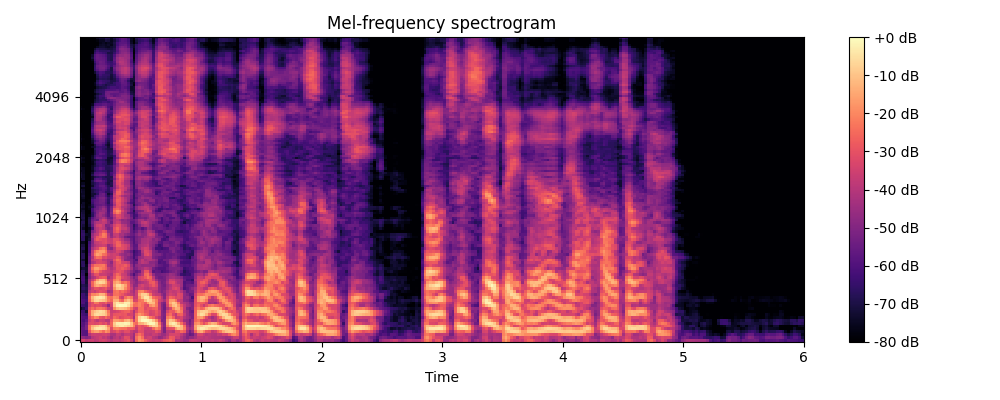 Mel-frequency spectrogram
Hz
4096
2048
1024
512
0
0 1 2 3 4 5 6
Time
+0 dB
-10 dB
-20 dB
-30 dB
-40 dB
-50 dB
-60 dB
-70 dB
-80 dB